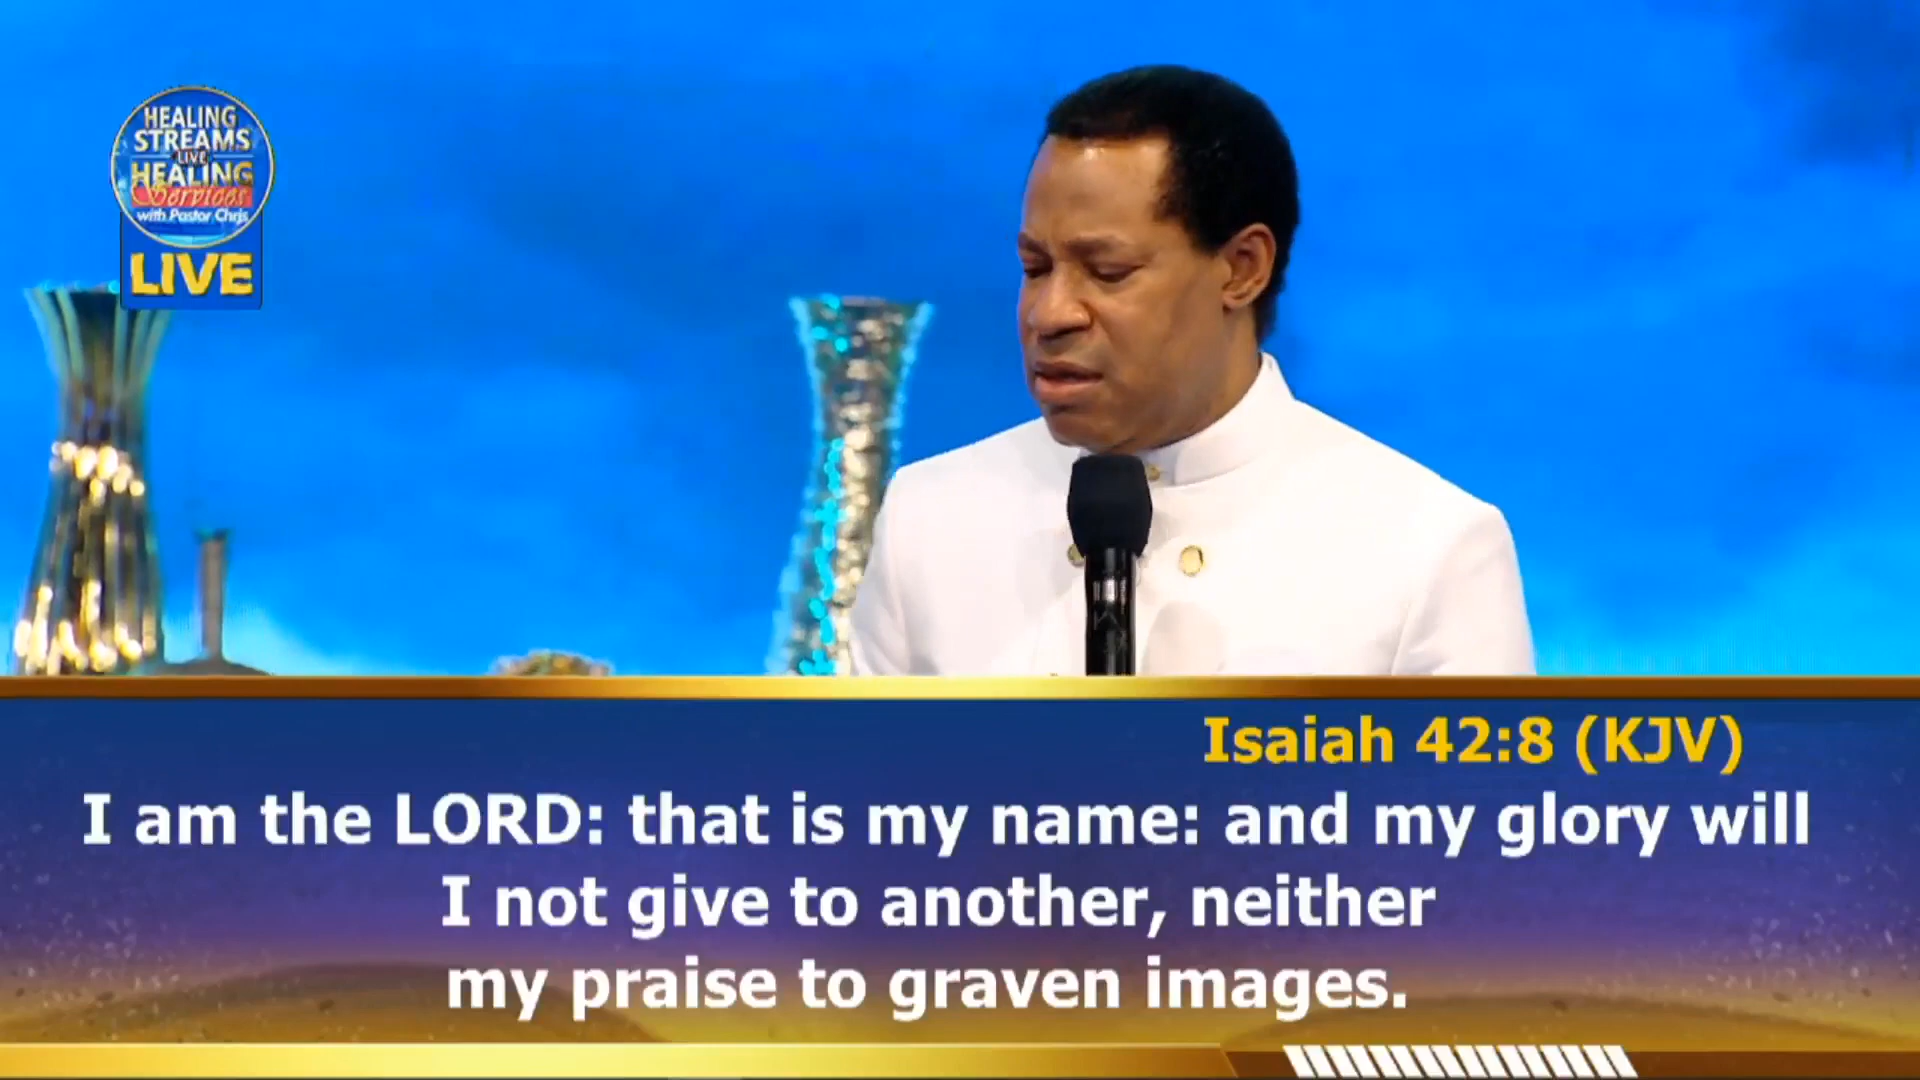 HEALING
STREAMS
LIVE
HEALING
Services
with Pastor Chris
LIVE
Isaiah 42:8 (KJV)
I am the LORD: that is my name: and my glory will
I not give to another, neither
my praise to graven images.